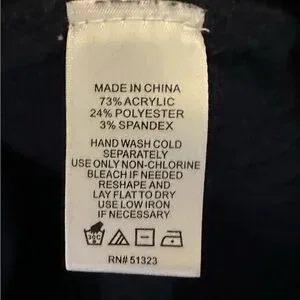 MADE IN CHINA
73% ACRYLIC
24% POLYESTER
3% SPANDEX
HAND WASH COLD
SEPARATELY
USE ONLY NON-CHLORINE
BLEACH IF NEEDED
RESHAPE AND
LAY FLAT TO DRY
USE LOW IRON
IF NECESSARY
30C
RN# 51323